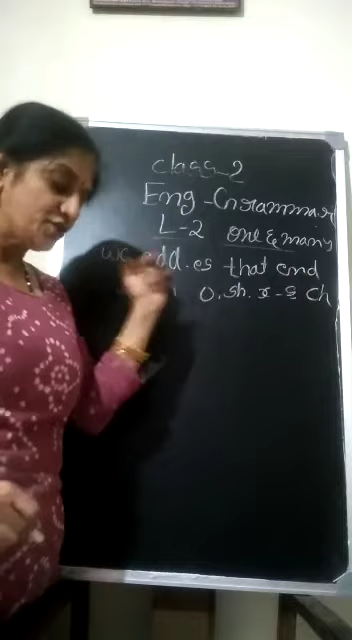 class-2
Eng-Grammar
L-2 one & many
we add.es that end
o.sh.x-s ch